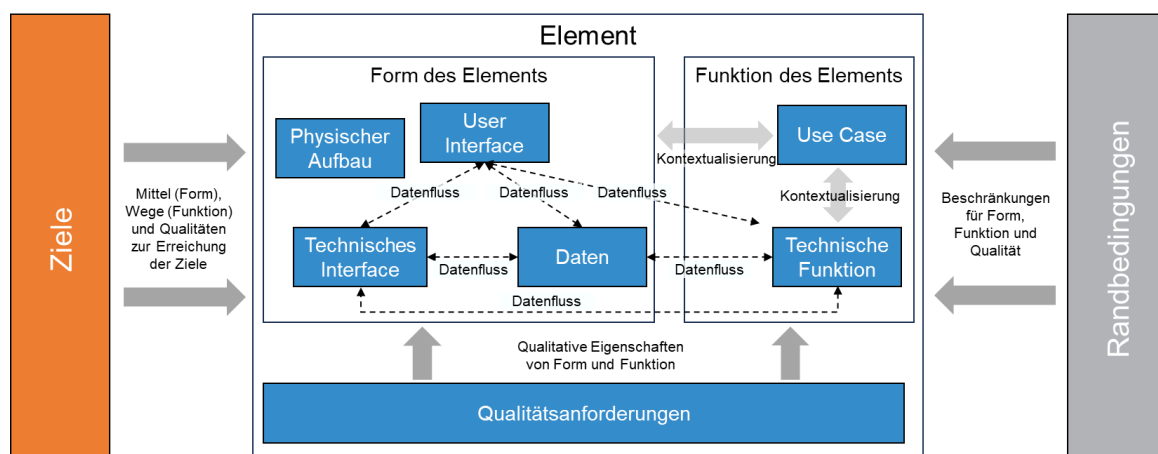 Element
Ziele
Mittel (Form),
Wege (Funktion)
und Qualitäten
zur Erreichung
der Ziele
Form des Elements
Physischer
Aufbau
User
Interface
Datenfluss
Datenfluss
Datenfluss
Technisches
Interface
Datenfluss
Daten
Datenfluss
Datenfluss
Funktion des Elements
Kontextualisierung
Use Case
Kontextualisierung
Technische
Funktion
Qualitative Eigenschaften
von Form und Funktion
Qualitätsanforderungen
Beschränkungen
für Form,
Funktion und
Qualität
Randbedingungen